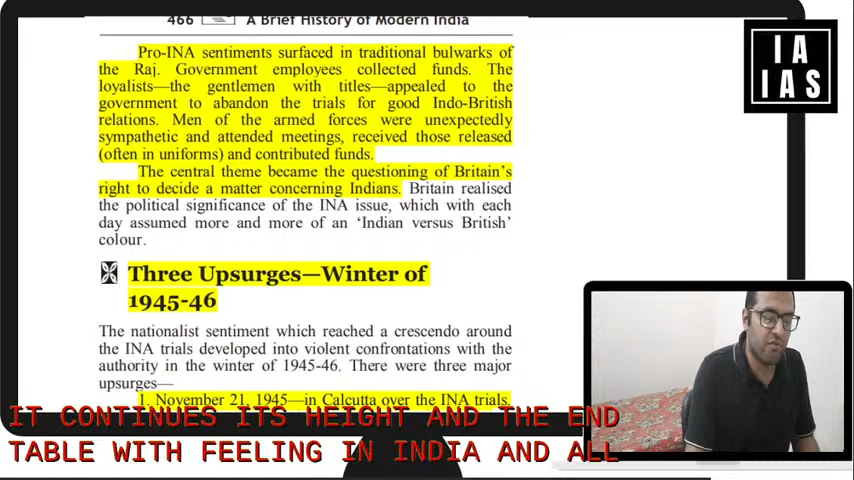 466 A Brief History of Modern India
Pro-INA sentiments surfaced in traditional bulwarks of
the Raj. Government employees collected funds. The
loyalists—the gentlemen with titles—appealed to the
government to abandon the trials for good Indo-British
relations. Men of the armed forces were unexpectedly
sympathetic and attended meetings, received those released
(often in uniforms) and contributed funds.
The central theme became the questioning of Britain's
right to decide a matter concerning Indians. Britain realised
the political significance of the INA issue, which with each
day assumed more and more of an 'Indian versus British'
colour.
Three Upsurges—Winter of
1945-46
The nationalist sentiment which reached a crescendo around
the INA trials developed into violent confrontations with the
authority in the winter of 1945-46. There were three major
upsurges—
1. November 21, 1945—in Calcutta over the INA trials.
IT CONTINUES ITS HEIGHT AND THE END
TABLE WITH FEELING IN INDIA AND ALL
IA
IAS